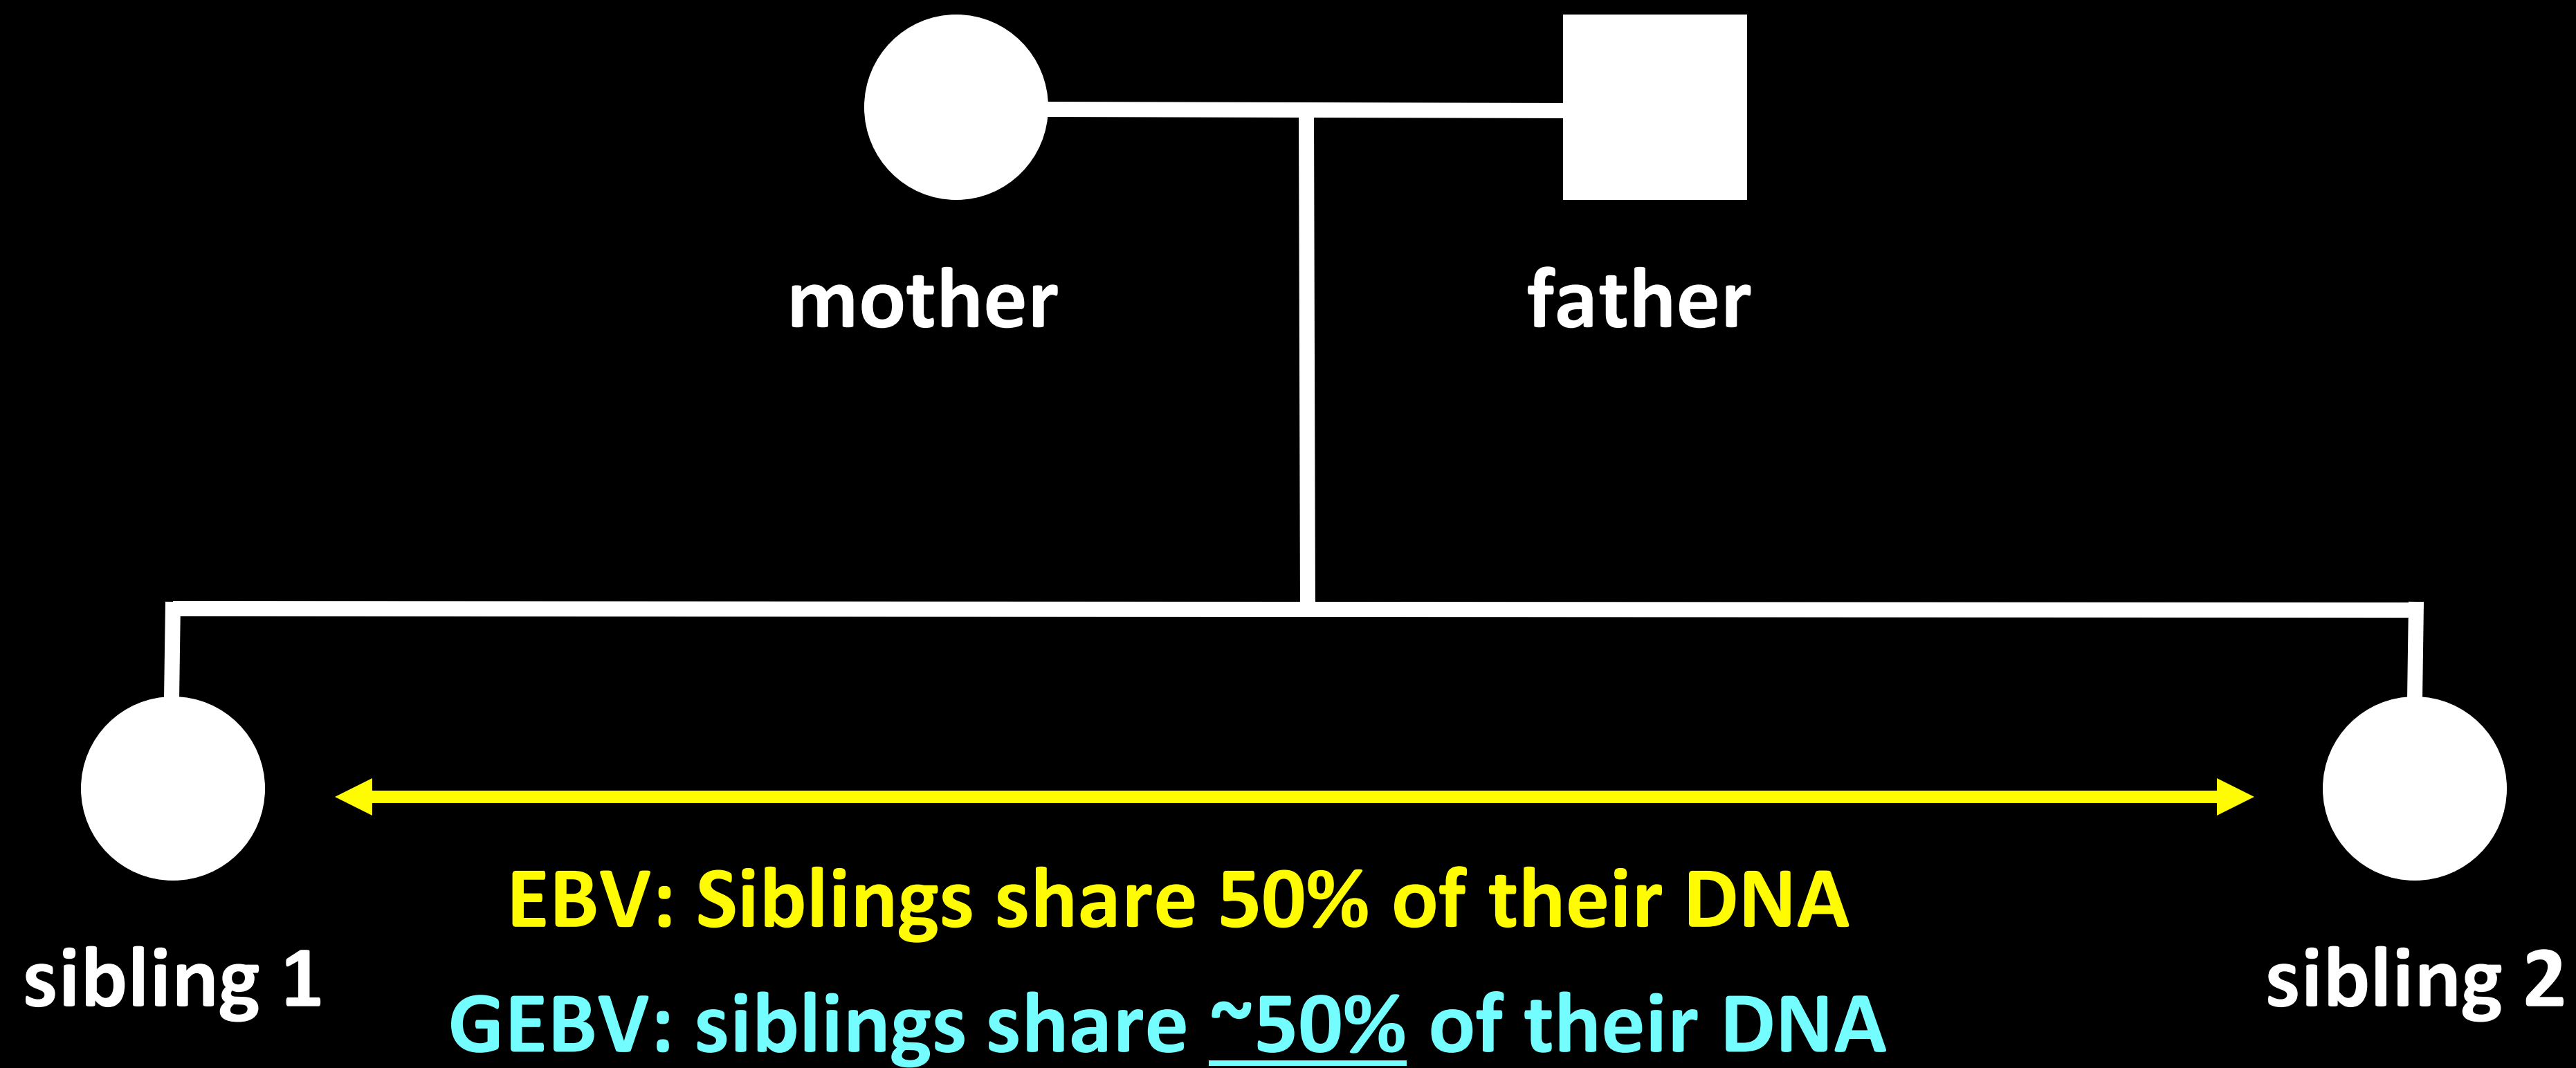 mother
father
EBV: Siblings share 50% of their DNA
sibling 1
sibling 2
GEBV: siblings share ~50% of their DNA